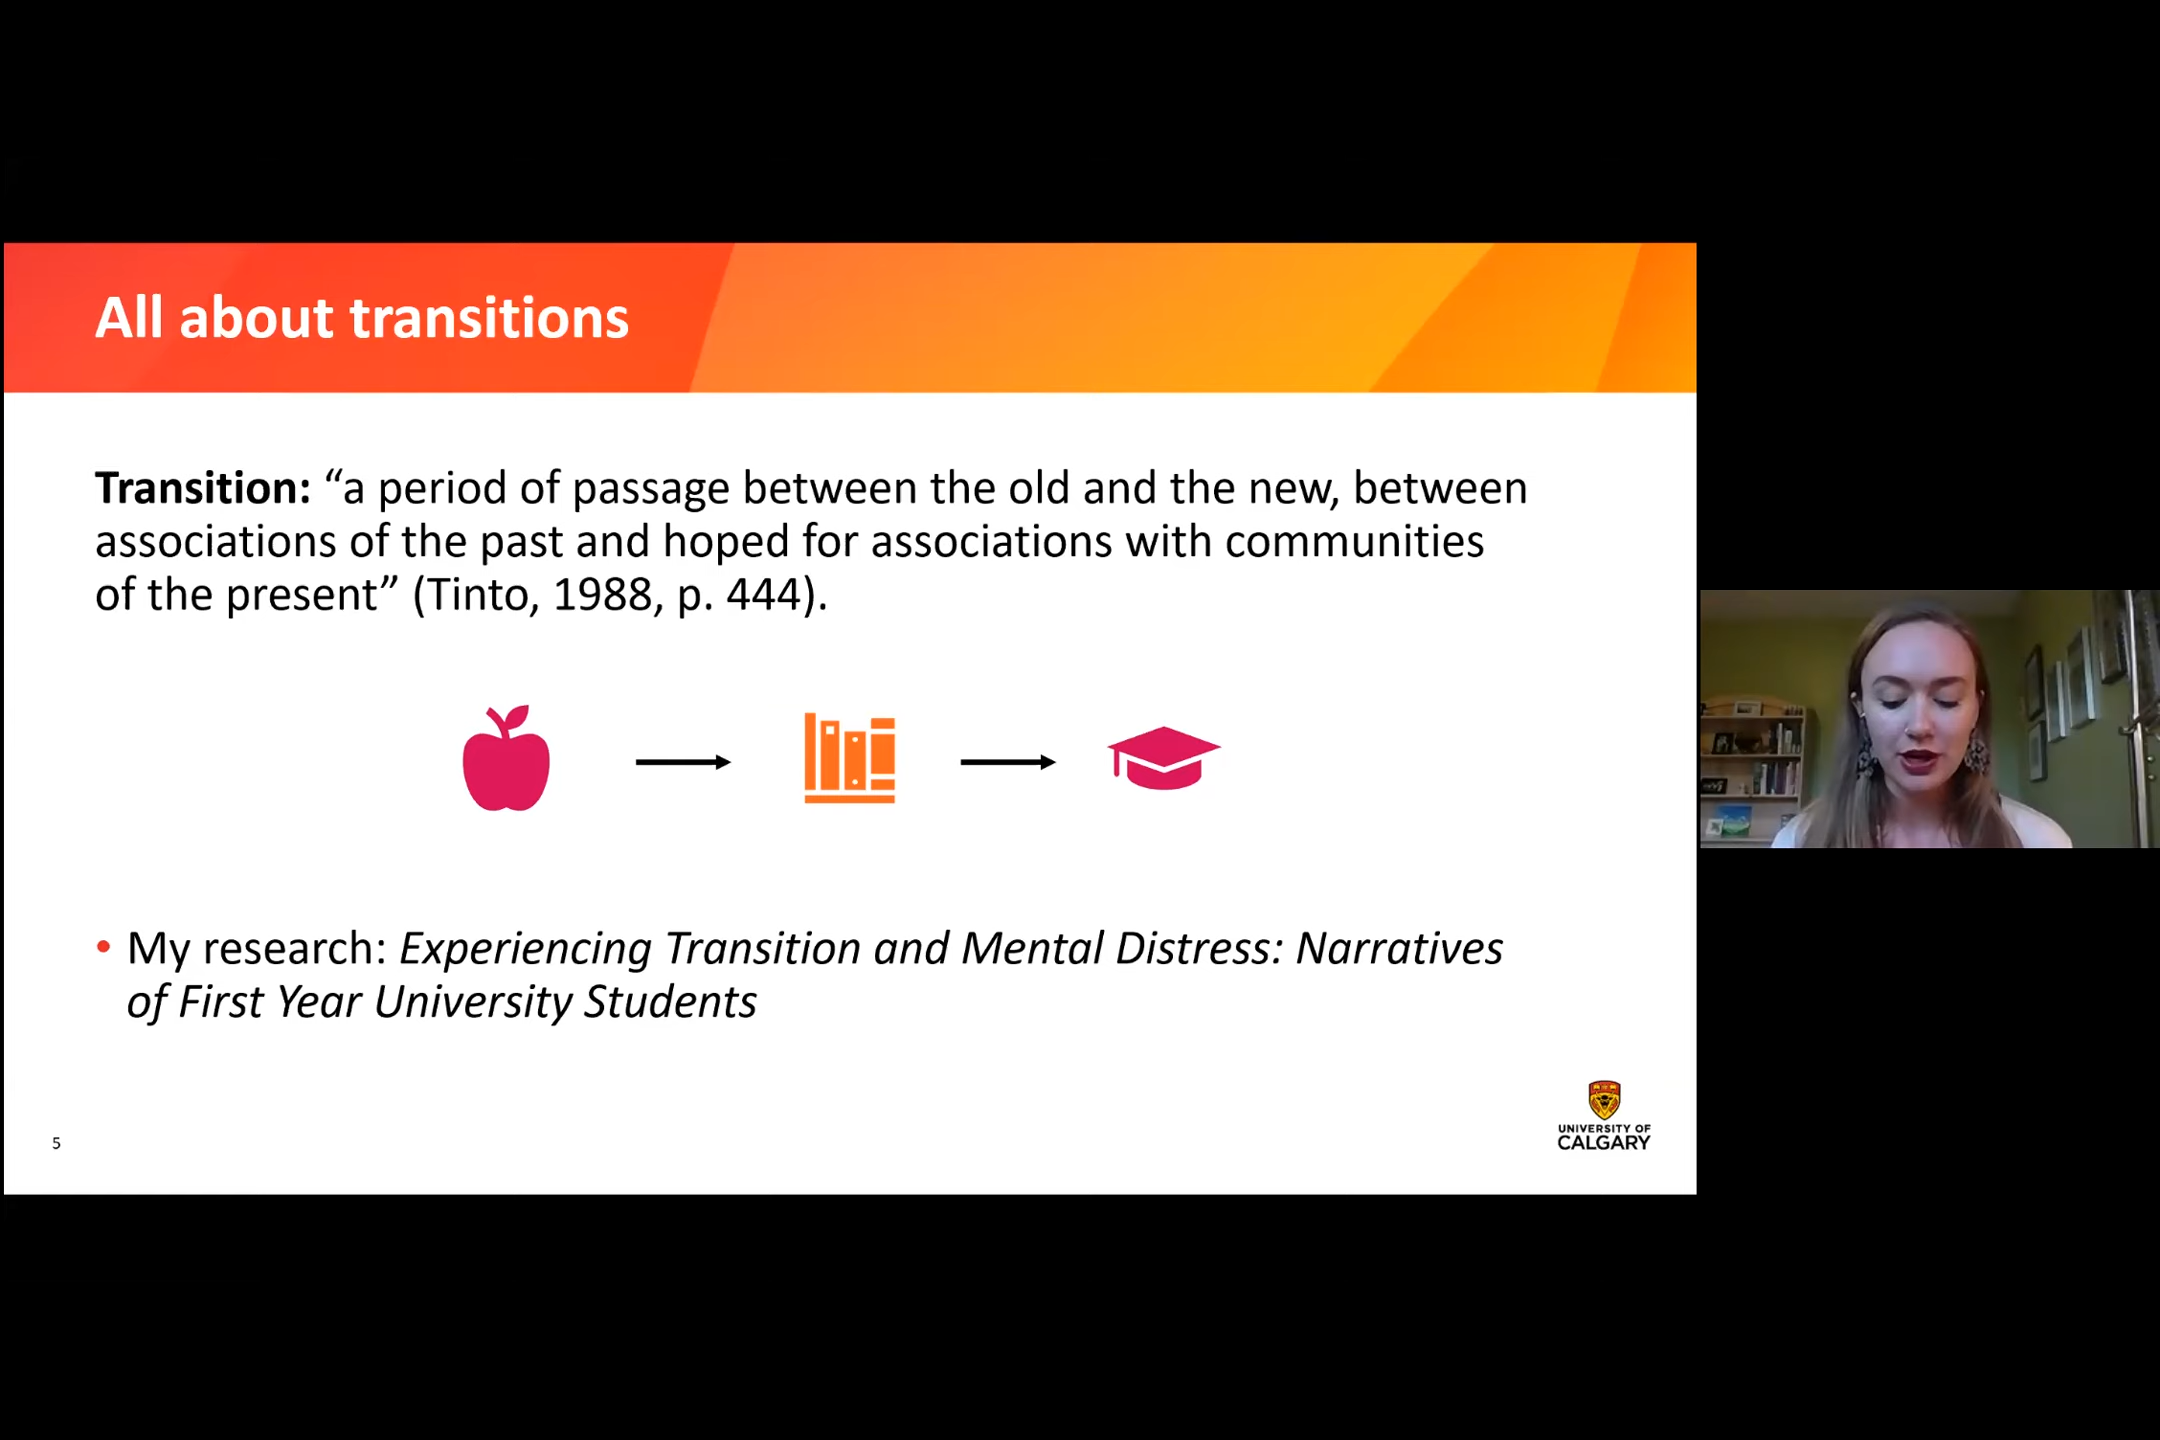 All about transitions
Transition: “a period of passage between the old and the new, between
associations of the past and hoped for associations with communities
of the present” (Tinto, 1988, p. 444).
• My research: Experiencing Transition and Mental Distress: Narratives
of First Year University Students
UNIVERSITY OF
CALGARY
5